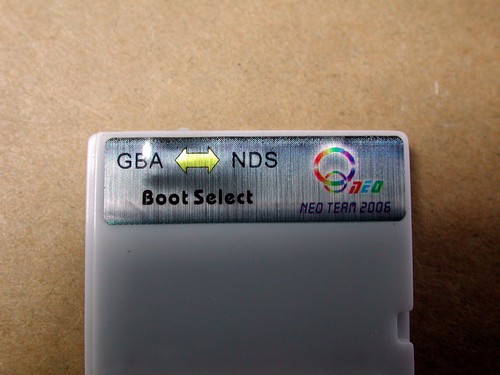 GBA NDS
Boot Select
neo
NEO TEAM 2006